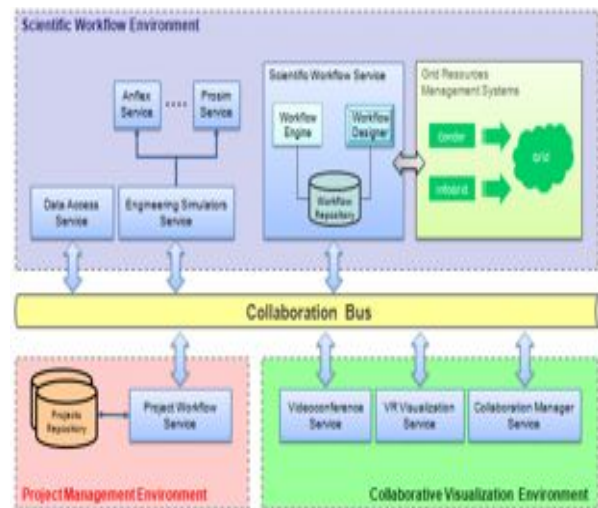 Scientific Workflow Environment
Anflex
Service
....
Prosim
Service
Scientific Workflow Service
Workflow
Engine
Workflow
Designer
Workflow
Repository
Grid Resources
Management Systems
Condor
InfoGrid
Grid
Data Access
Service
Engineering Simulators
Service
Collaboration Bus
Projects
Repository
Project Workflow
Service
Videoconference
Service
VR Visualization
Service
Collaboration Manager
Service
Project Management Environment
Collaborative Visualization Environment